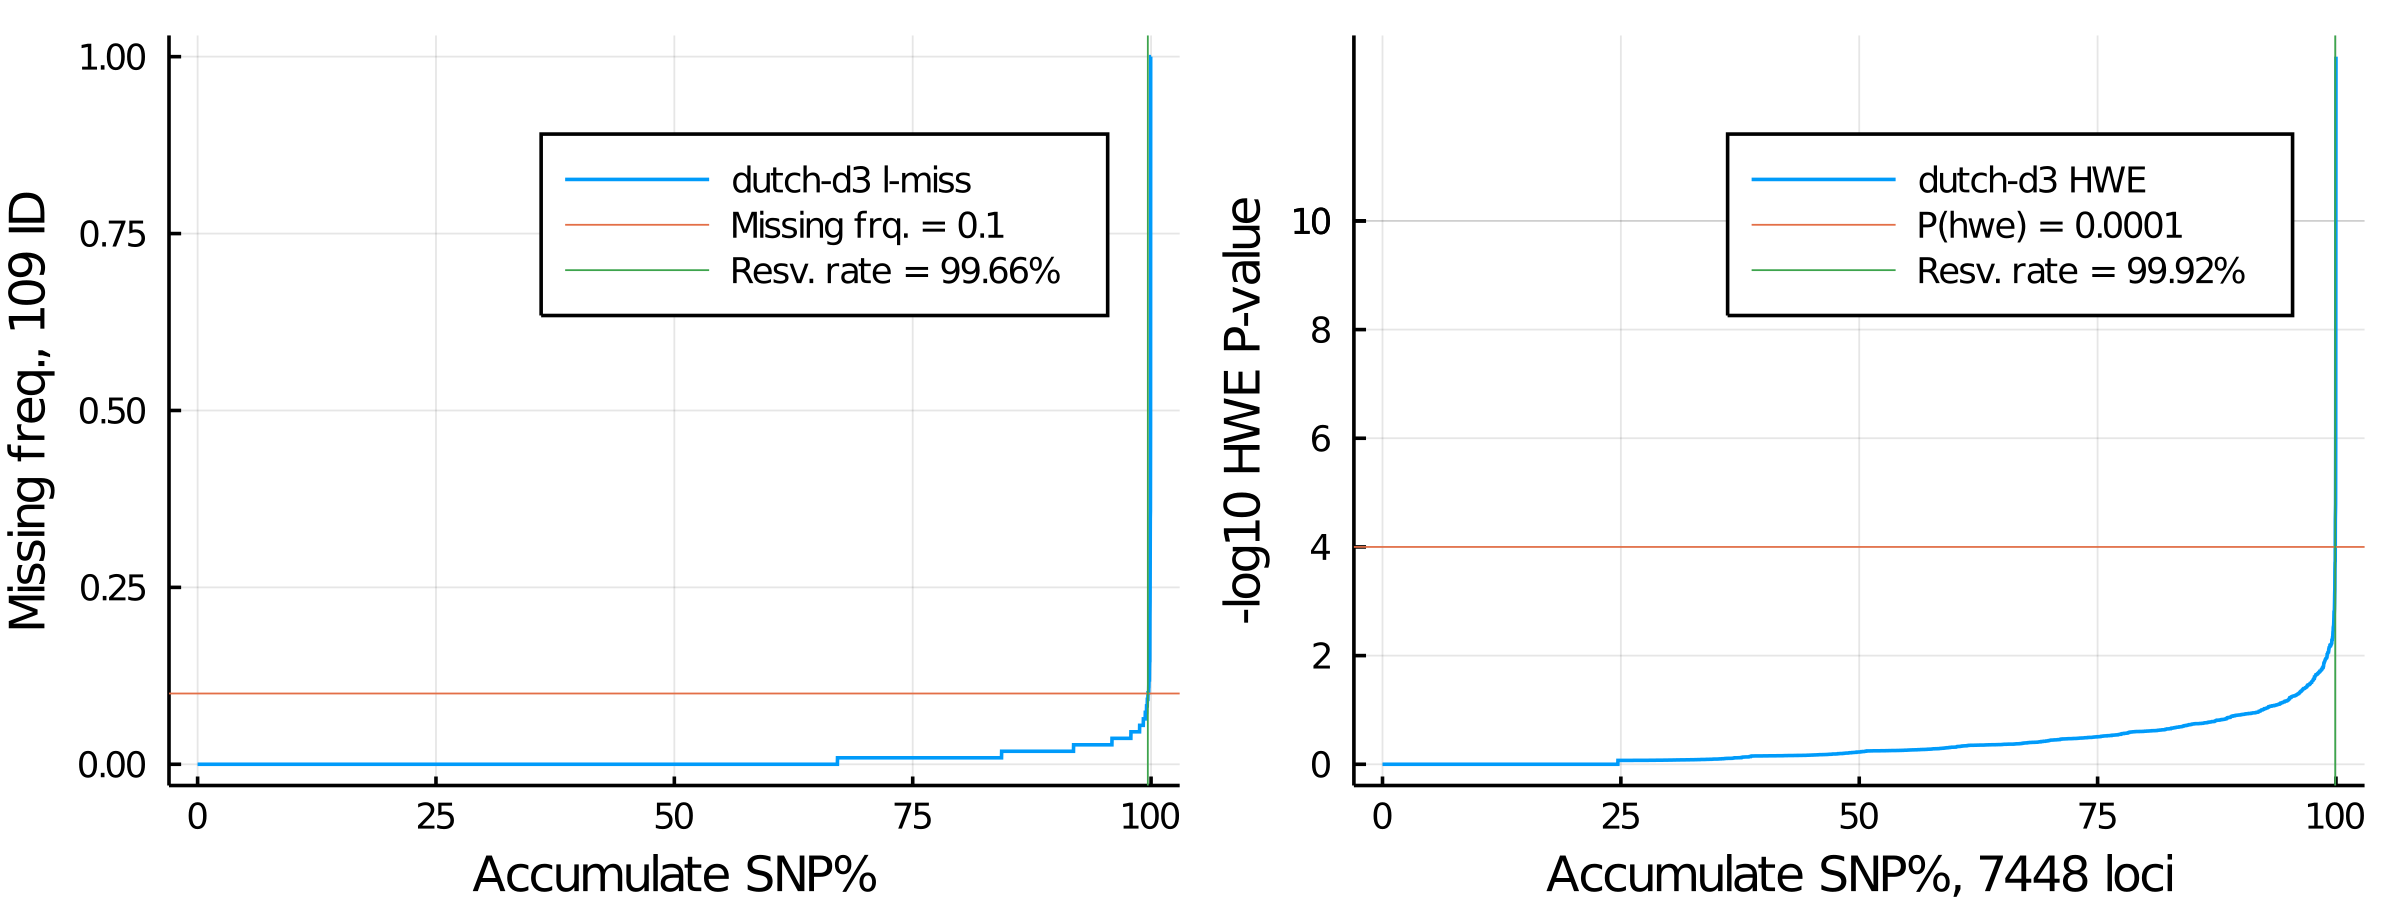 Missing freq., 109 ID
1.00
0.75
0.50
0.25
0.00
dutch-d3 l-miss
Missing frq. = 0.1
Resv. rate = 99.66%
0 25 50 75 100
Accumulate SNP%
-log10 HWE P-value
10
8
6
4
2
0
dutch-d3 HWE
P(hwe) = 0.0001
Resv. rate = 99.92%
0 25 50 75 100
Accumulate SNP%, 7448 loci